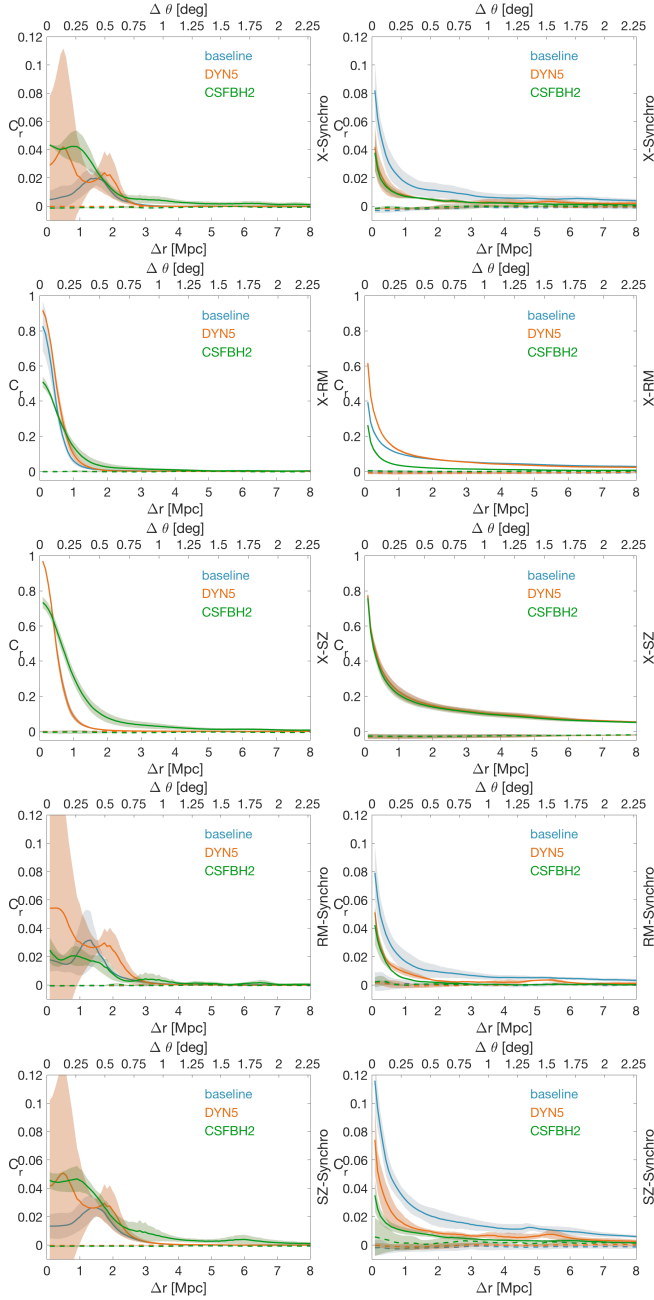 Δ θ [deg]
0 0.25 0.5 0.75 1 1.25 1.5 1.75 2 2.25
0.12
0.1
0.08
0.06
C_r
0.04
0.02
0
baseline
DYN5
CSFBH2
X-Synchro
0 1 2 3 4 5 6 7 8
Δr [Mpc]
Δ θ [deg]
0 0.25 0.5 0.75 1 1.25 1.5 1.75 2 2.25
0.12
0.1
0.08
0.06
C_r
0.04
0.02
0
baseline
DYN5
CSFBH2
X-Synchro
0 1 2 3 4 5 6 7 8
Δr [Mpc]
Δ θ [deg]
0 0.25 0.5 0.75 1 1.25 1.5 1.75 2 2.25
1
0.8
0.6
C_r
0.4
0.2
0
baseline
DYN5
CSFBH2
X-RM
0 1 2 3 4 5 6 7 8
Δr [Mpc]
Δ θ [deg]
0 0.25 0.5 0.75 1 1.25 1.5 1.75 2 2.25
1
0.8
0.6
C_r
0.4
0.2
0
baseline
DYN5
CSFBH2
X-RM
0 1 2 3 4 5 6 7 8
Δr [Mpc]
Δ θ [deg]
0 0.25 0.5 0.75 1 1.25 1.5 1.75 2 2.25
1
0.8
0.6
C_r
0.4
0.2
0
baseline
DYN5
CSFBH2
X-SZ
0 1 2 3 4 5 6 7 8
Δr [Mpc]
Δ θ [deg]
0 0.25 0.5 0.75 1 1.25 1.5 1.75 2 2.25
1
0.8
0.6
C_r
0.4
0.2
0
baseline
DYN5
CSFBH2
X-SZ
0 1 2 3 4 5 6 7 8
Δr [Mpc]
Δ θ [deg]
0 0.25 0.5 0.75 1 1.25 1.5 1.75 2 2.25
0.12
0.1
0.08
0.06
C_r
0.04
0.02
0
baseline
DYN5
CSFBH2
RM-Synchro
0 1 2 3 4 5 6 7 8
Δr [Mpc]
Δ θ [deg]
0 0.25 0.5 0.75 1 1.25 1.5 1.75 2 2.25
0.12
0.1
0.08
0.06
C_r
0.04
0.02
0
baseline
DYN5
CSFBH2
RM-Synchro
0 1 2 3 4 5 6 7 8
Δr [Mpc]
Δ θ [deg]
0 0.25 0.5 0.75 1 1.25 1.5 1.75 2 2.25
0.12
0.1
0.08
0.06
C_r
0.04
0.02
0
baseline
DYN5
CSFBH2
SZ-Synchro
0 1 2 3 4 5 6 7 8
Δr [Mpc]
Δ θ [deg]
0 0.25 0.5 0.75 1 1.25 1.5 1.75 2 2.25
0.12
0.1
0.08
0.06
C_r
0.04
0.02
0
baseline
DYN5
CSFBH2
SZ-Synchro
0 1 2 3 4 5 6 7 8
Δr [Mpc]